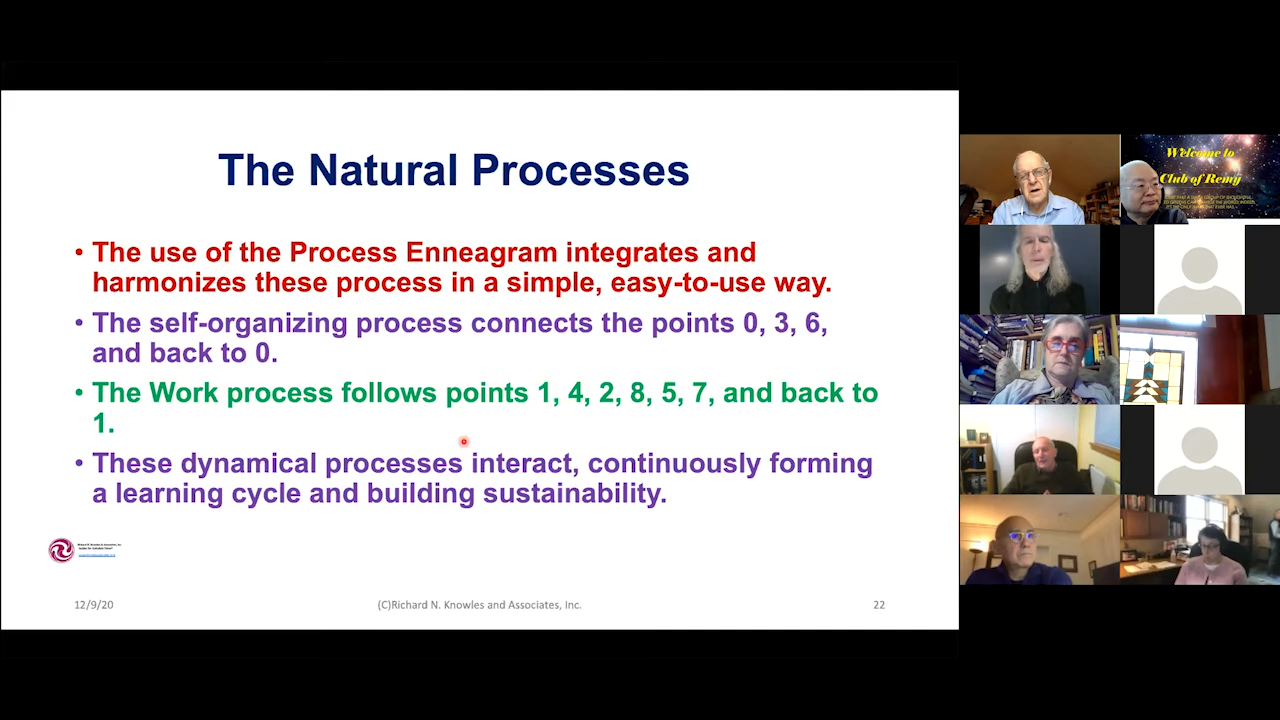 The Natural Processes
• The use of the Process Enneagram integrates and
harmonizes these process in a simple, easy-to-use way.
• The self-organizing process connects the points 0, 3, 6,
and back to 0.
• The Work process follows points 1, 4, 2, 8, 5, 7, and back to
1.
• These dynamical processes interact, continuously forming
a learning cycle and building sustainability.
12/9/20
(C)Richard N. Knowles and Associates, Inc.
22
Welcome to
Club of Remy